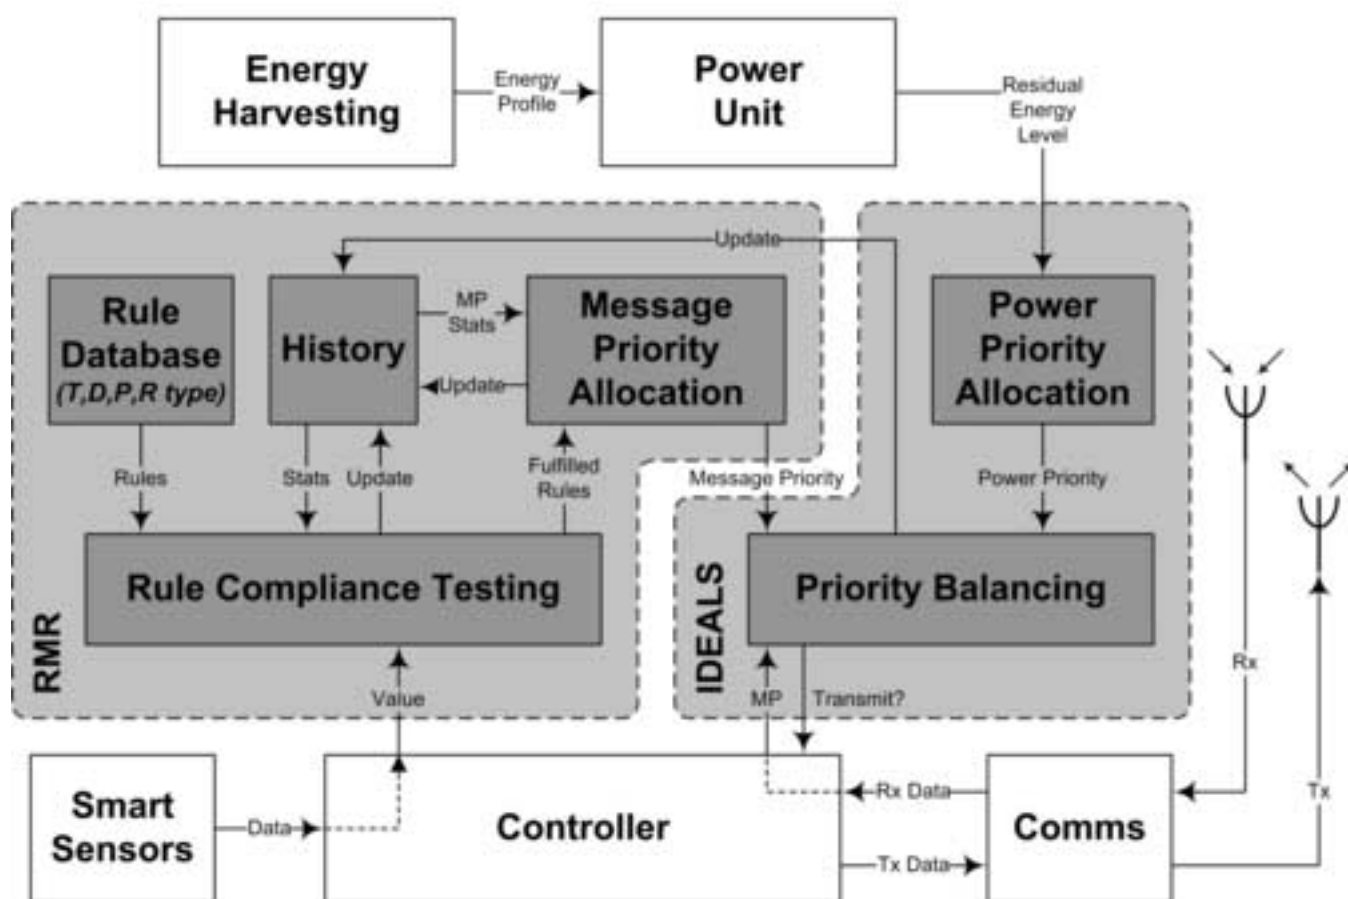 Energy
Harvesting
Energy
Profile
Power
Unit
Residual
Energy
Level
Update
Rule
Database
(T,D,P,R type)
History
MP
Stats
Update
Message
Priority
Allocation
Power
Priority
Allocation
Rules
Stats
Update
Fulfilled
Rules
Message Priority
Power Priority
Rule Compliance Testing
Priority Balancing
RMR
IDEALS
Value
MP
Transmit?
Rx
Tx
Smart
Sensors
Data
Controller
Rx Data
Tx Data
Comms